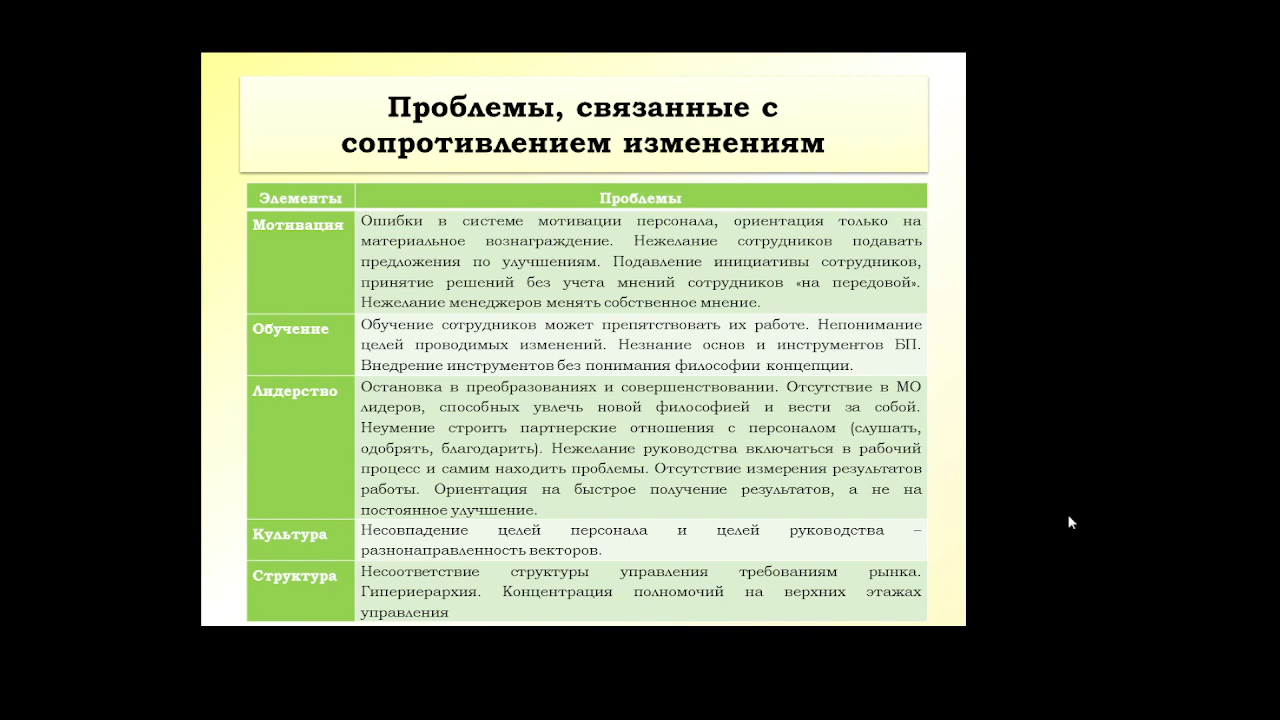 Проблемы, связанные с
сопротивлением изменениям
Элементы Проблемы
Мотивация
Ошибки в системе мотивации персонала, ориентация только на
материальное вознаграждение. Нежелание сотрудников подавать
предложения по улучшениям. Подавление инициативы сотрудников,
принятие решений без учета мнений сотрудников «на передовой».
Нежелание менеджеров менять собственное мнение.
Обучение
Обучение сотрудников может препятствовать их работе. Непонимание
целей проводимых изменений. Незнание основ и инструментов БП.
Внедрение инструментов без понимания философии концепции.
Лидерство
Остановка в преобразованиях и совершенствовании. Отсутствие в МО
лидеров, способных увлечь новой философией и вести за собой.
Неумение строить партнерские отношения с персоналом (слушать,
одобрять, благодарить). Нежелание руководства включаться в рабочий
процесс и самим находить проблемы. Отсутствие измерения результатов
работы. Ориентация на быстрое получение результатов, а не на
постоянное улучшение.
Культура
Несовпадение целей персонала и целей руководства –
разнонаправленность векторов.
Структура
Несоответствие структуры управления требованиям рынка.
Гипериерархия. Концентрация полномочий на верхних этажах
управления